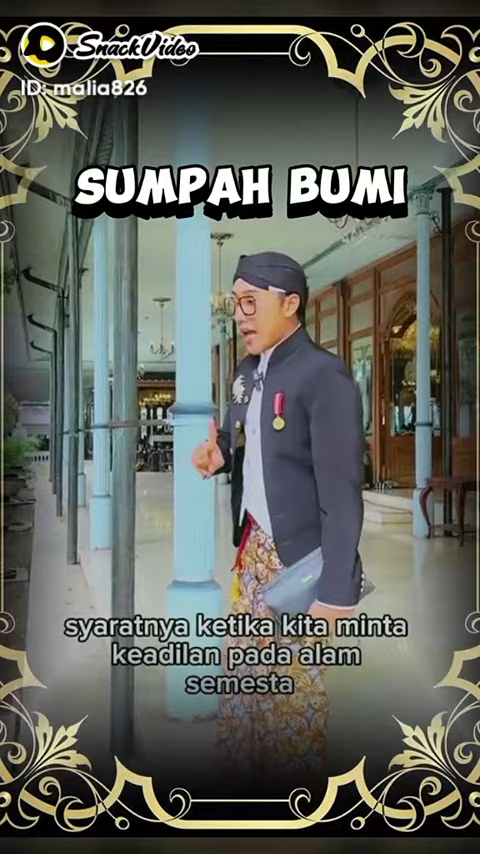 SnackVideo
ID: malia826
SUMPAH BUMI
syaratnya ketika kita minta
keadilan pada alam
semesta